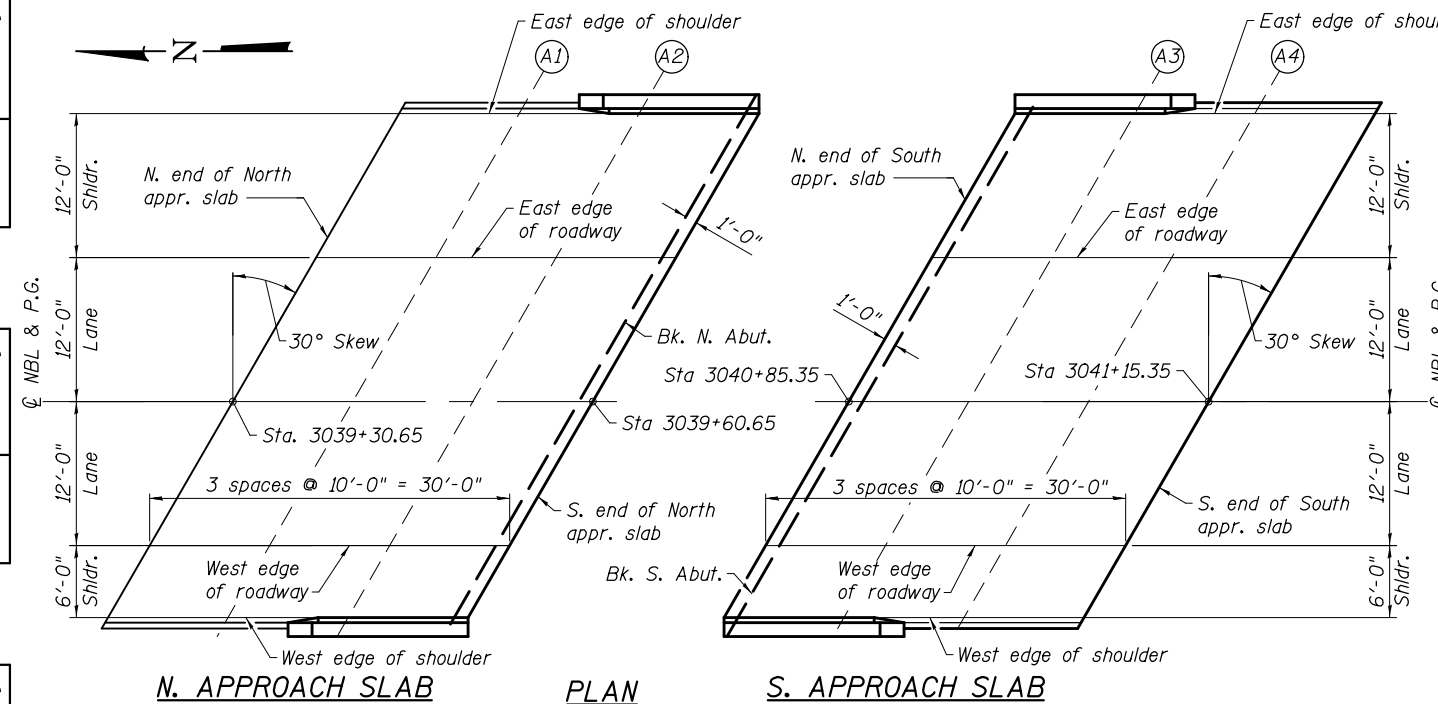 East edge of shoulder
East edge of shoul
N
A1
A2
A3
A4
N. end of North
appr. slab
N. end of South
appr. slab
12'-0"
Shldr.
12'-0"
Shldr.
East edge
of roadway
East edge
of roadway
1'-0"
1'-0"
℄ NBL & P.G.
12'-0"
Lane
12'-0"
Lane
30° Skew
30° Skew
Bk. N. Abut.
Sta 3040+85.35
Sta 3041+15.35
Sta. 3039+30.65
Sta 3039+60.65
℄ NBL & P.G.
12'-0"
Lane
12'-0"
Lane
3 spaces @ 10'-0" = 30'-0"
3 spaces @ 10'-0" = 30'-0"
S. end of North
appr. slab
S. end of South
appr. slab
6'-0"
Shldr.
6'-0"
Shldr.
West edge
of roadway
Bk. S. Abut.
West edge
of roadway
West edge of shoulder
West edge of shoulder
N. APPROACH SLAB
PLAN
S. APPROACH SLAB